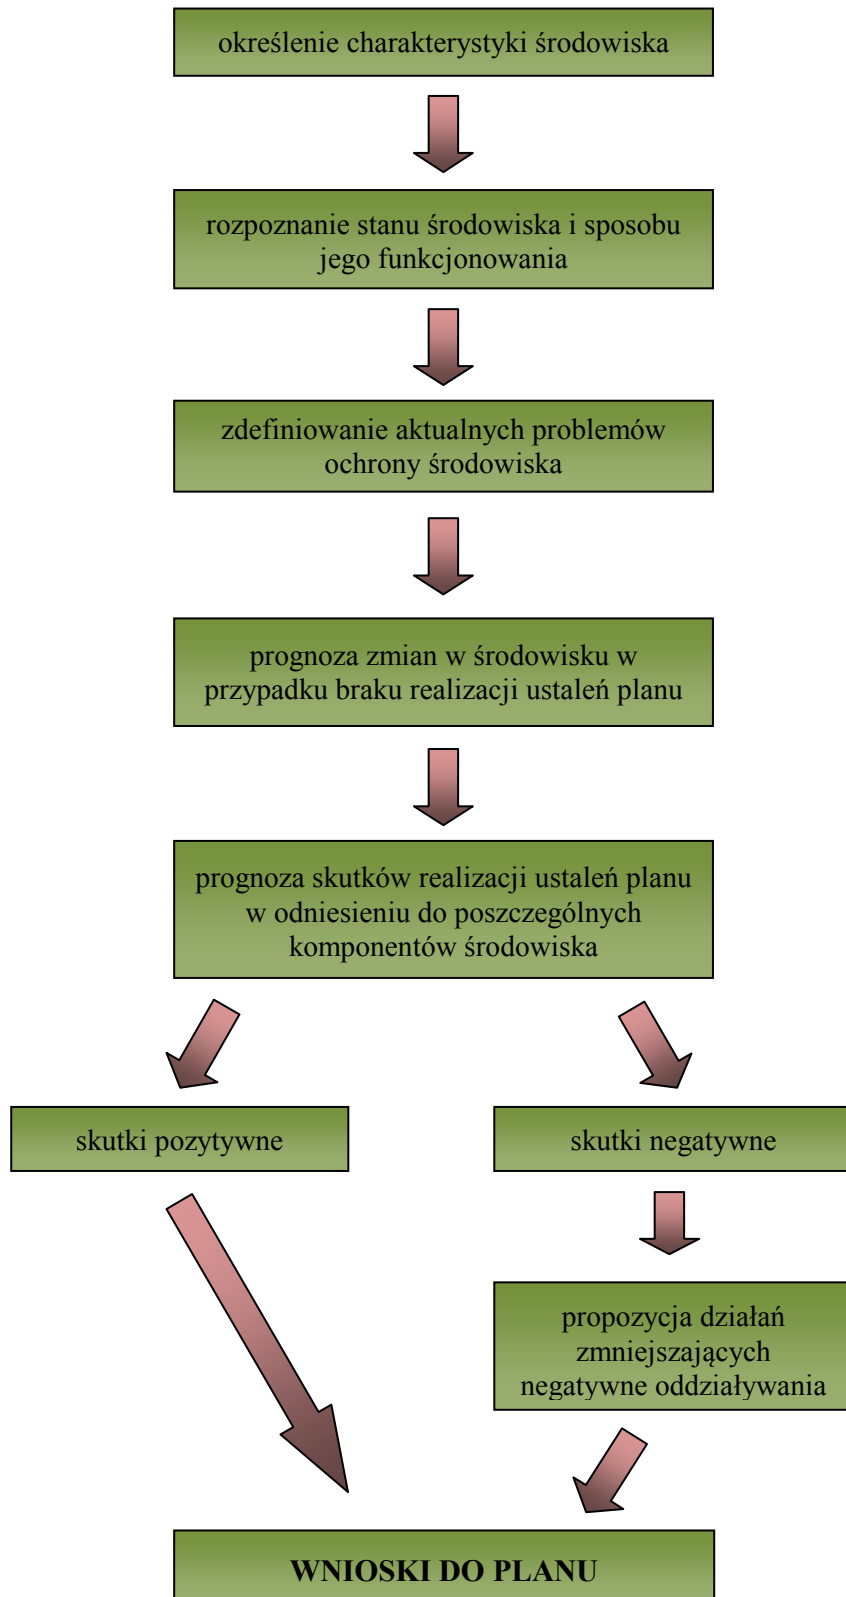 określenie charakterystyki środowiska
rozpoznanie stanu środowiska i sposobu
jego funkcjonowania
zdefiniowanie aktualnych problemów
ochrony środowiska
prognoza zmian w środowisku w
przypadku braku realizacji ustaleń planu
prognoza skutków realizacji ustaleń planu
w odniesieniu do poszczególnych
komponentów środowiska
skutki pozytywne
skutki negatywne
propozycja działań
zmniejszających
negatywne oddziaływania
WNIOSKI DO PLANU